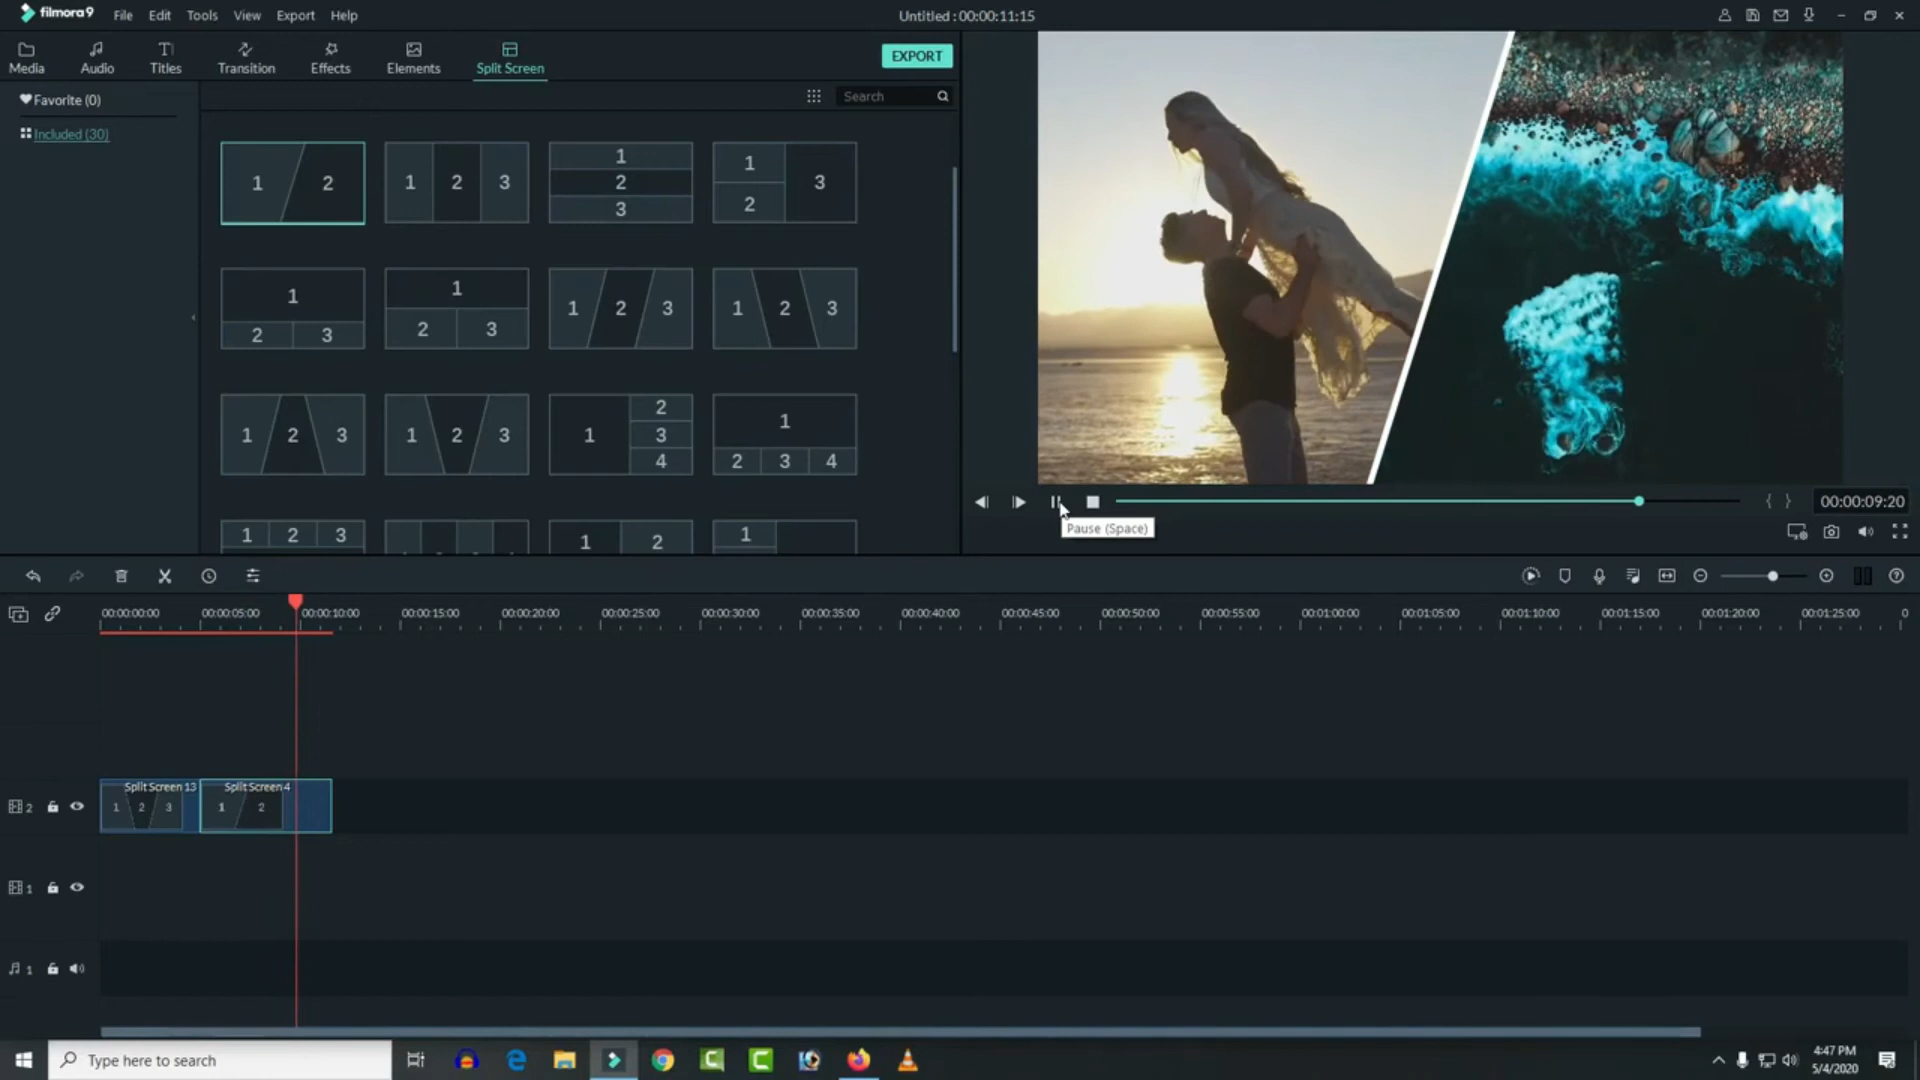 filmora9 File Edit Tools View Export Help Untitled : 00:00:11:15
Media Audio Titles Transition Effects Elements Split Screen EXPORT
Favorite (0) Search
Included (30)
1 2 1 2 3 1 2 3 1 2 3
1 2 3 1 2 3 1 2 3 1 2 3
1 2 3 1 2 3 1 2 3 4 1 2 3 4
1 2 3 1 2 1
00:00:09:20
Pause (Space)
00:00:00:00 00:00:05:00 00:00:10:00 00:00:15:00 00:00:20:00 00:00:25:00 00:00:30:00 00:00:35:00 00:00:40:00 00:00:45:00 00:00:50:00 00:00:55:00 00:01:00:00 00:01:05:00 00:01:10:00 00:01:15:00 00:01:20:00 00:01:25:00 0
Split Screen 13 Split Screen 4
2 1 2 3 1 2
1
1
Type here to search 4:47 PM
5/4/2020